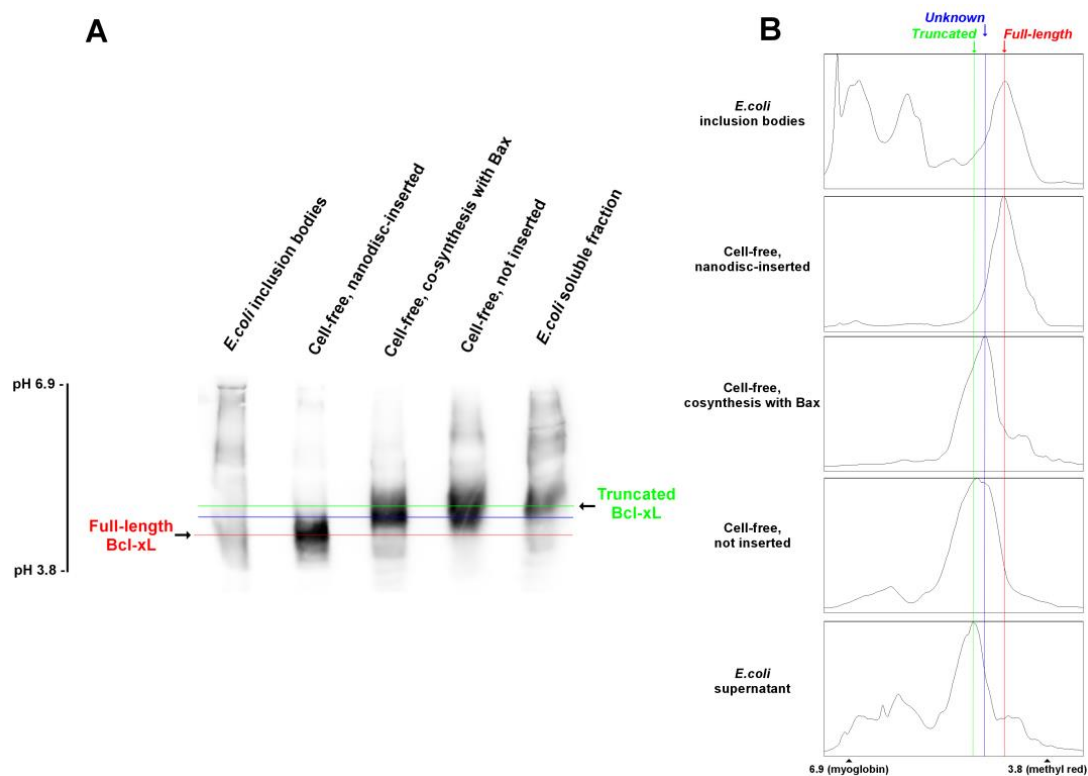 A
E.coli inclusion bodies
Cell-free, nanodisc-inserted
Cell-free, co-synthesis with Bax
Cell-free, not inserted
E.coli soluble fraction
pH 6.9 -
Full-length
Bcl-xL
pH 3.8 -
Truncated
Bcl-xL
B
Unknown
Truncated
Full-length
E.coli
inclusion bodies
Cell-free,
nanodisc-inserted
Cell-free,
cosynthesis with Bax
Cell-free,
not inserted
E.coli
supernatant
6.9 (myoglobin)
3.8 (methyl red)